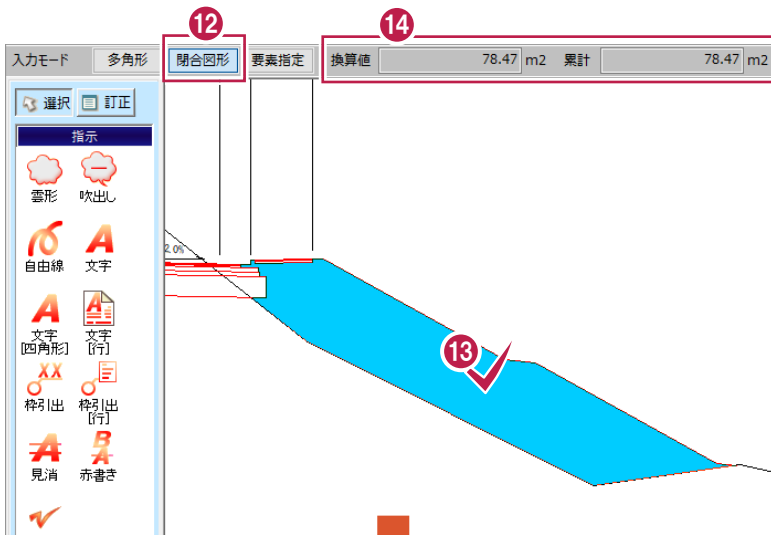 12
14
入力モード 多角形 閉合図形 要素指定 換算値 78.47 m2 累計 78.47 m2
選択 訂正
指示
雲形 吹出し
自由線 文字
文字 文字
[四角形] [行]
枠引出 枠引出
[行]
見消 赤書き
2.0%
13